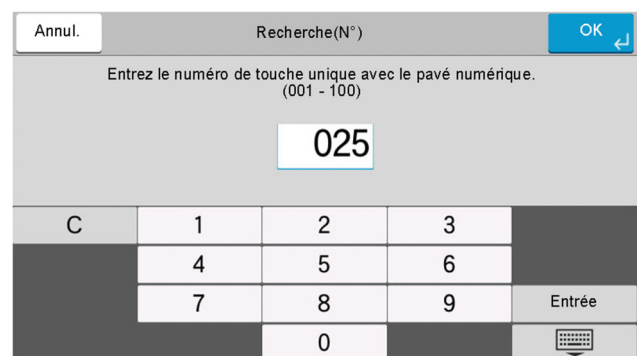 Annul. Recherche(N°) OK
Entrez le numéro de touche unique avec le pavé numérique.
(001 - 100)
025
C 1 2 3
4 5 6
7 8 9 Entrée
0